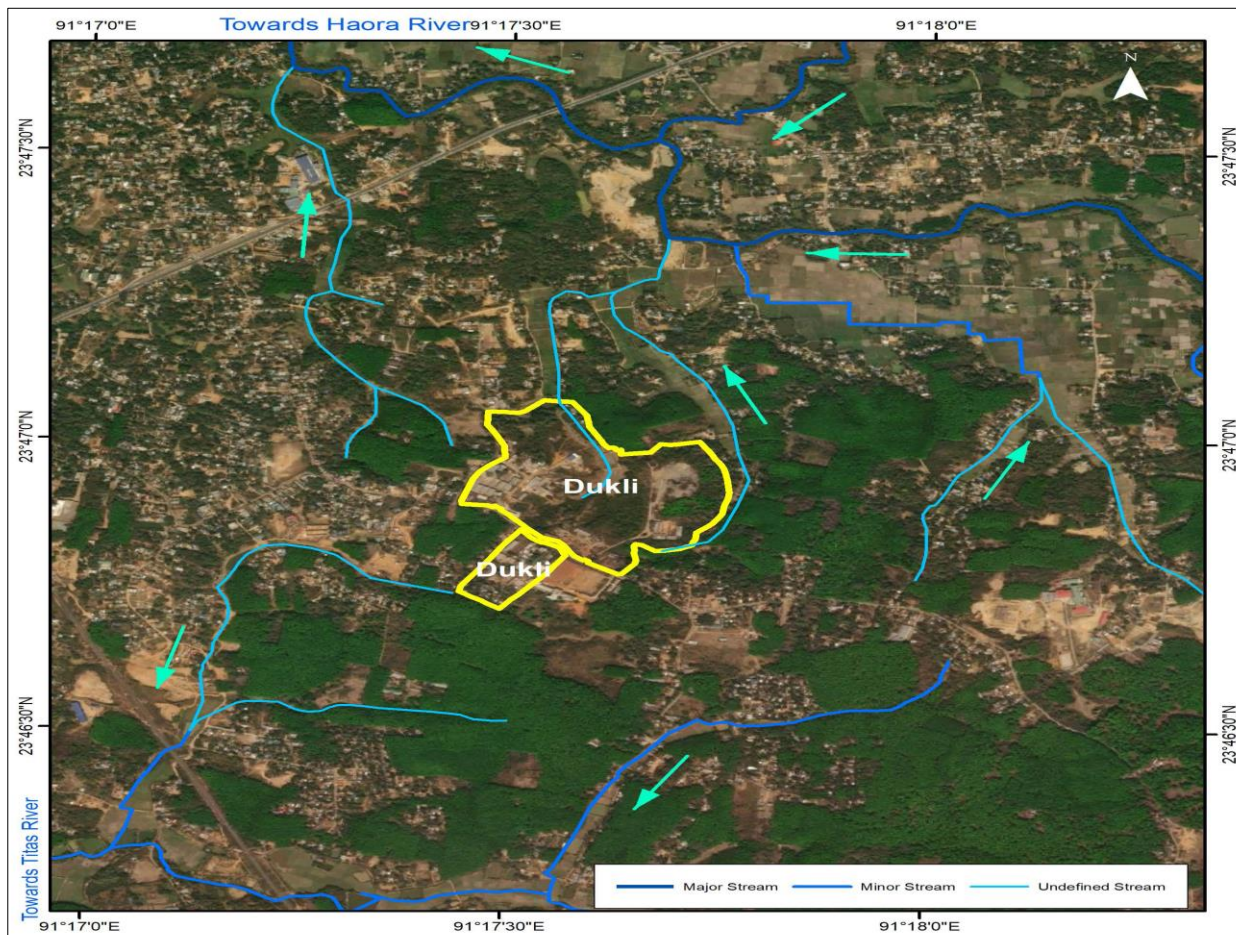 91°17'0"E
Towards Haora River
91°17'30"E
91°18'0"E
N
23°47'30"N
23°47'30"N
23°47'0"N
23°47'0"N
Dukli
Dukli
23°46'30"N
23°46'30"N
Towards Titas River
Major Stream
Minor Stream
Undefined Stream
91°17'0"E
91°17'30"E
91°18'0"E